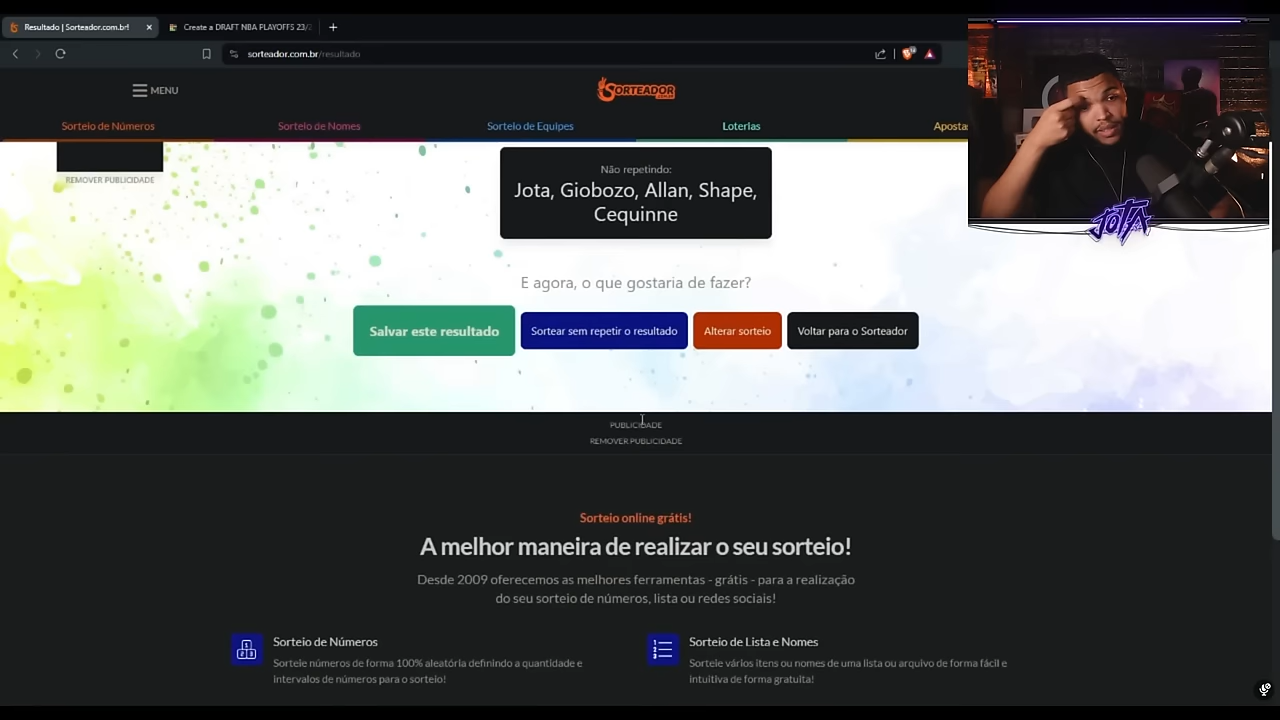 Resultado | Sorteador.com.br!
Create a DRAFT NBA PLAYOFFS 23/
sorteador.com.br/resultado
MENU
SORTEADOR
Sorteio de Números
Sorteio de Nomes
Sorteio de Equipes
Loterias
Apostas
REMOVER PUBLICIDADE
Não repetindo:
Jota, Giobozo, Allan, Shape,
Cequinne
JOTA
E agora, o que gostaria de fazer?
Salvar este resultado
Sortear sem repetir o resultado
Alterar sorteio
Voltar para o Sorteador
PUBLICIDADE
REMOVER PUBLICIDADE
Sorteio online grátis!
A melhor maneira de realizar o seu sorteio!
Desde 2009 oferecemos as melhores ferramentas - grátis - para a realização
do seu sorteio de números, lista ou redes sociais!
Sorteio de Números
Sorteie números de forma 100% aleatória definindo a quantidade e
intervalos de números para o sorteio!
Sorteio de Lista e Nomes
Sorteie vários itens ou nomes de uma lista ou arquivo de forma fácil e
intuitiva de forma gratuita!